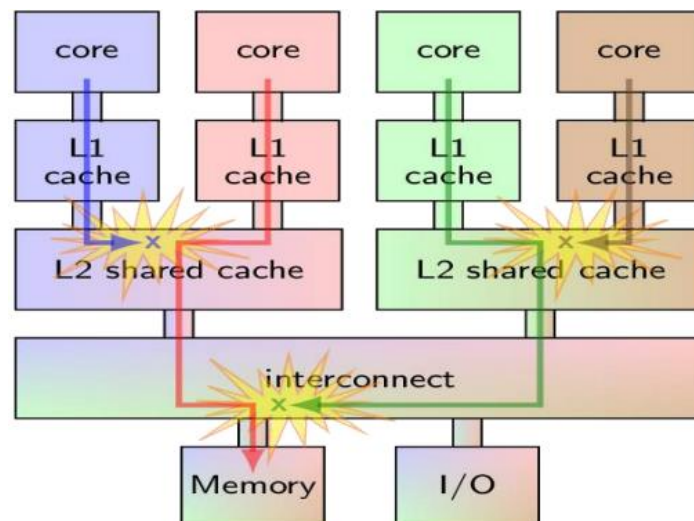 core
core
core
core
L1
cache
L1
cache
L1
cache
L1
cache
L2 shared cache
L2 shared cache
interconnect
Memory
I/O